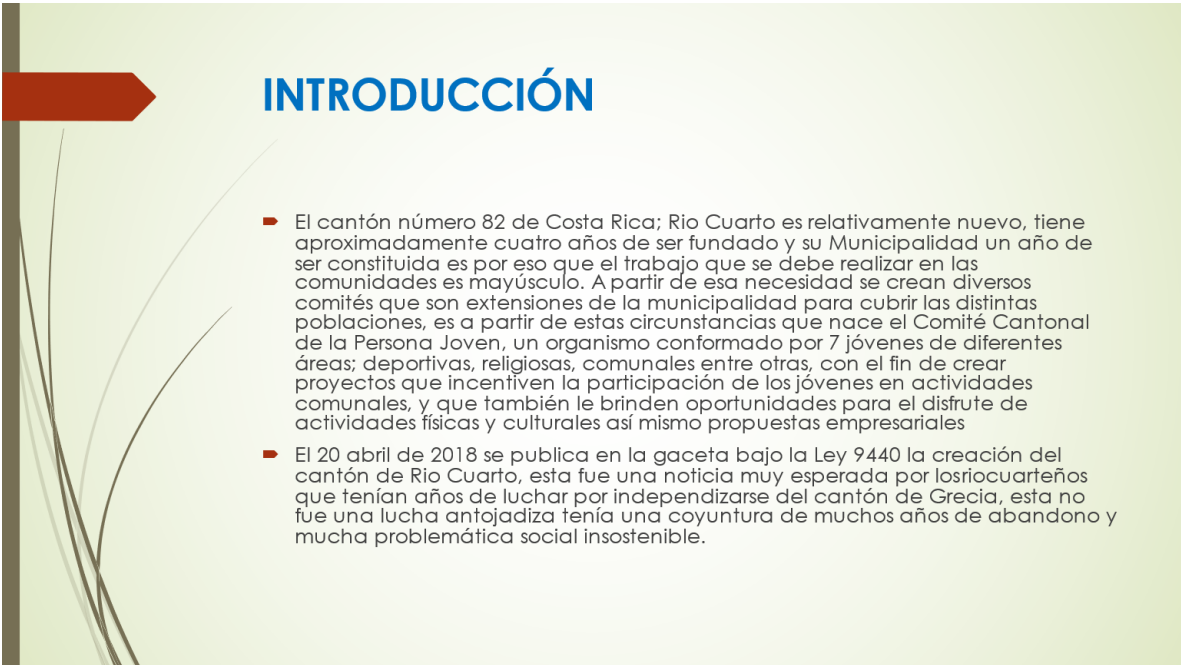 INTRODUCCIÓN
El cantón número 82 de Costa Rica; Rio Cuarto es relativamente nuevo, tiene
aproximadamente cuatro años de ser fundado y su Municipalidad un año de
ser constituida es por eso que el trabajo que se debe realizar en las
comunidades es mayúsculo. A partir de esa necesidad se crean diversos
comités que son extensiones de la municipalidad para cubrir las distintas
poblaciones, es a partir de estas circunstancias que nace el Comité Cantonal
de la Persona Joven, un organismo conformado por 7 jóvenes de diferentes
áreas; deportivas, religiosas, comunales entre otras, con el fin de crear
proyectos que incentiven la participación de los jóvenes en actividades
comunales, y que también le brinden oportunidades para el disfrute de
actividades físicas y culturales así mismo propuestas empresariales
El 20 abril de 2018 se publica en la gaceta bajo la Ley 9440 la creación del
cantón de Rio Cuarto, esta fue una noticia muy esperada por losriocuarteños
que tenían años de luchar por independizarse del cantón de Grecia, esta no
fue una lucha antojadiza tenía una coyuntura de muchos años de abandono y
mucha problemática social insostenible.